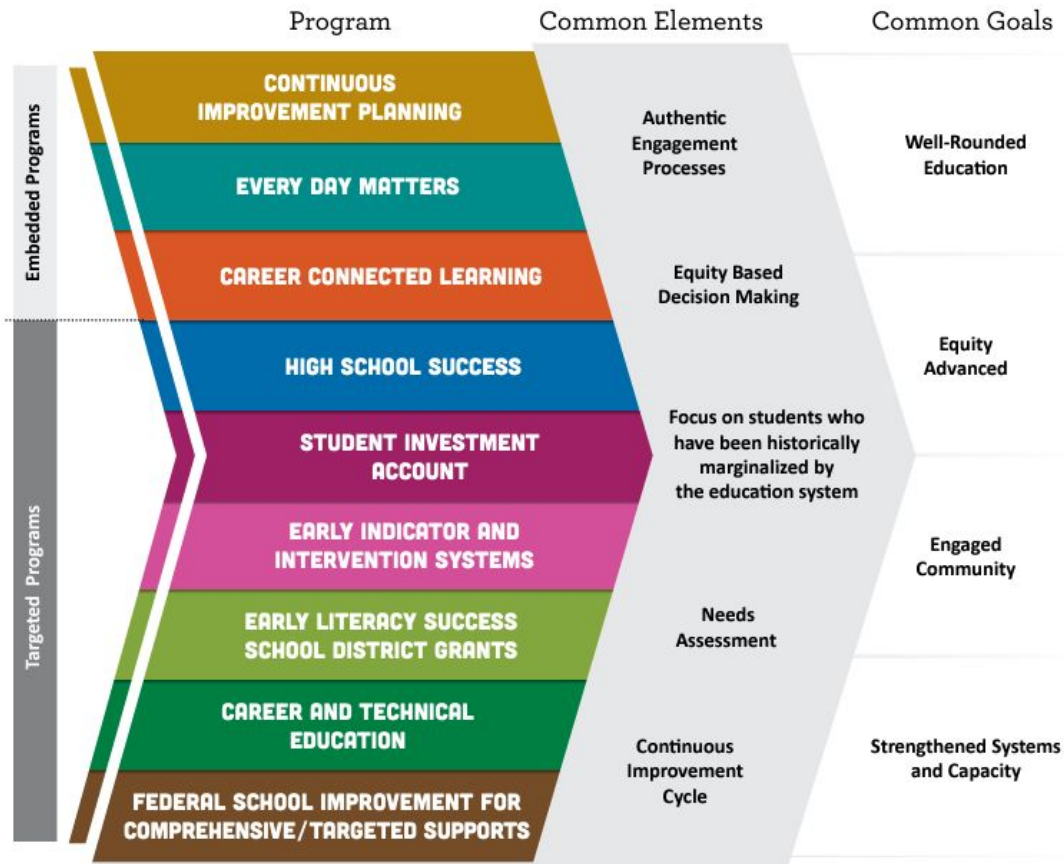 Program
Common Elements
Common Goals
Embedded Programs
Targeted Programs
CONTINUOUS
IMPROVEMENT PLANNING
EVERY DAY MATTERS
CAREER CONNECTED LEARNING
HIGH SCHOOL SUCCESS
STUDENT INVESTMENT
ACCOUNT
EARLY INDICATOR AND
INTERVENTION SYSTEMS
EARLY LITERACY SUCCESS
SCHOOL DISTRICT GRANTS
CAREER AND TECHNICAL
EDUCATION
FEDERAL SCHOOL IMPROVEMENT FOR
COMPREHENSIVE/TARGETED SUPPORTS
Authentic
Engagement
Processes
Equity Based
Decision Making
Focus on students who
have been historically
marginalized by
the education system
Needs
Assessment
Continuous
Improvement
Cycle
Well-Rounded
Education
Equity
Advanced
Engaged
Community
Strengthened Systems
and Capacity